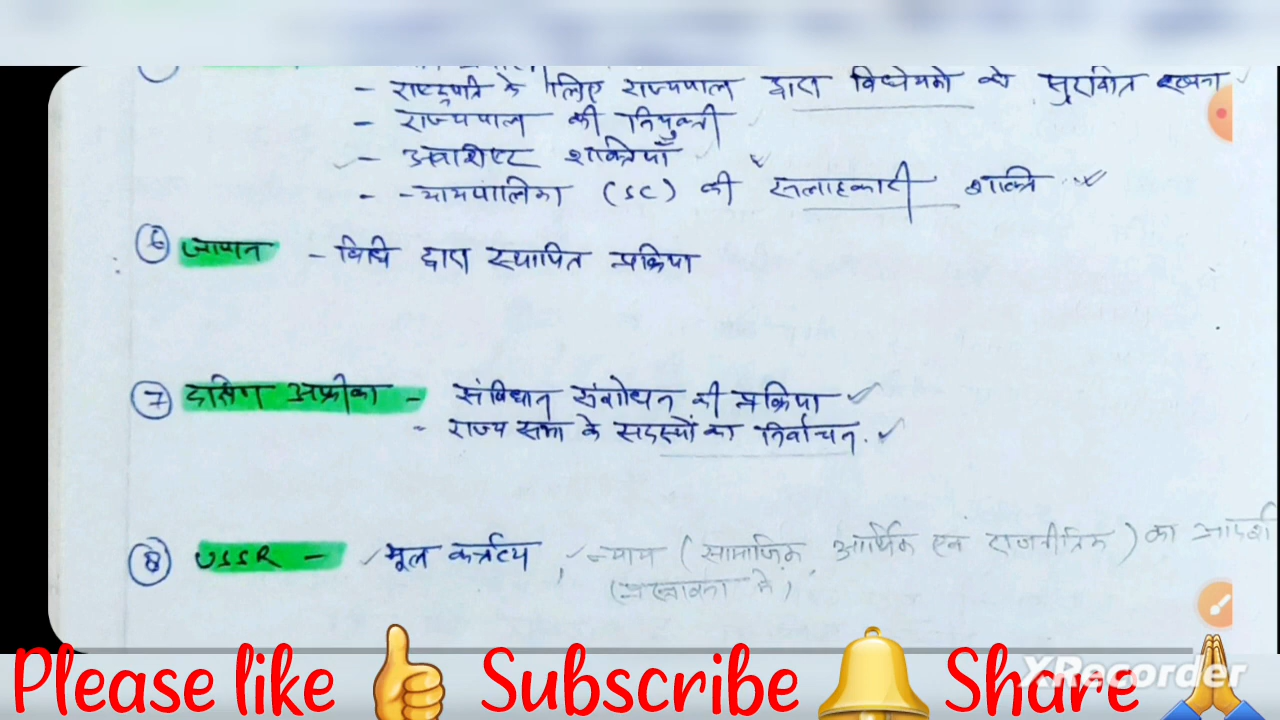 - राष्ट्रपति के लिए राज्यपाल द्वारा विधेयको को सुरक्षित रखना
- राज्यपाल की नियुक्ती
- अवशिष्ट शक्तियाँ
- न्यायपालिका (SC) की सलाहकारी शक्ति
6 जापान - विधि द्वारा स्थापित प्रक्रिया
7 दक्षिण अफ्रीका - संविधान संशोधन की प्रक्रिया
- राज्य सभा के सदस्यों का निर्वाचन.
8 USSR - मूल कर्त्तव्य, न्याय (सामाजिक, आर्थिक एवं राजनीतिक) का आदर्श
(प्रस्तावना में)
Please like Subscribe Share
XRecorder